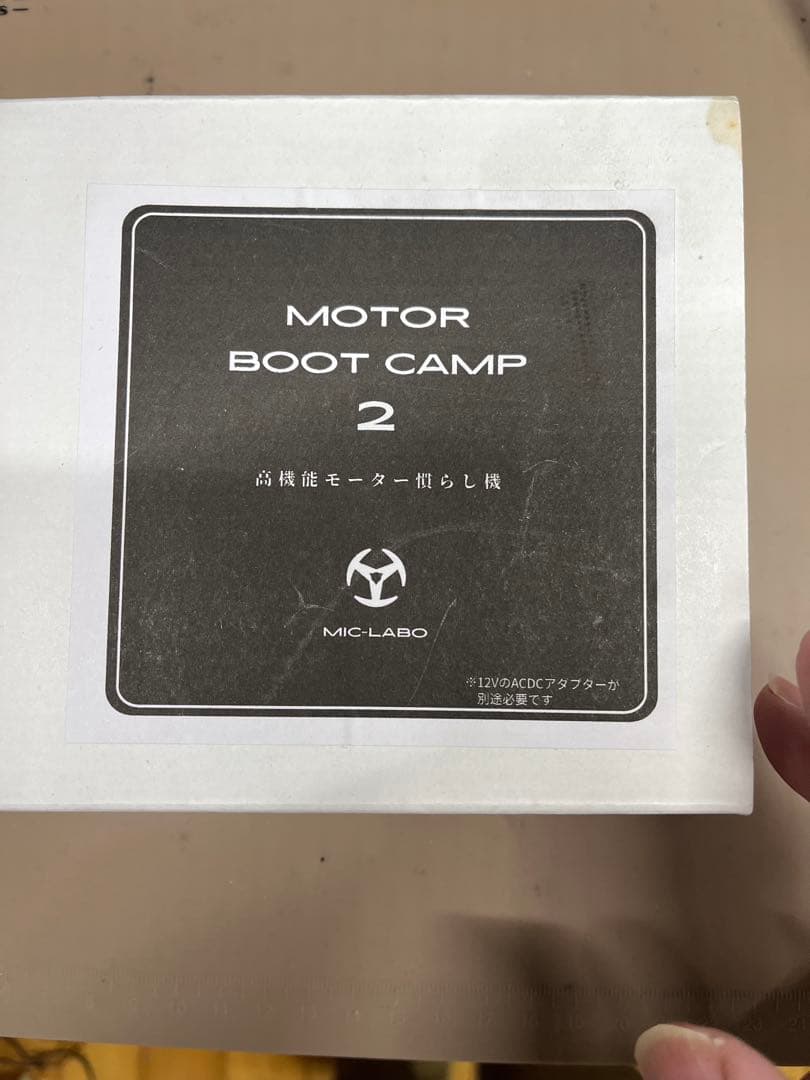 MOTOR
BOOT CAMP
2
高機能モーター慣らし機
MIC-LABO
※12VのACDCアダプターが
別途必要です